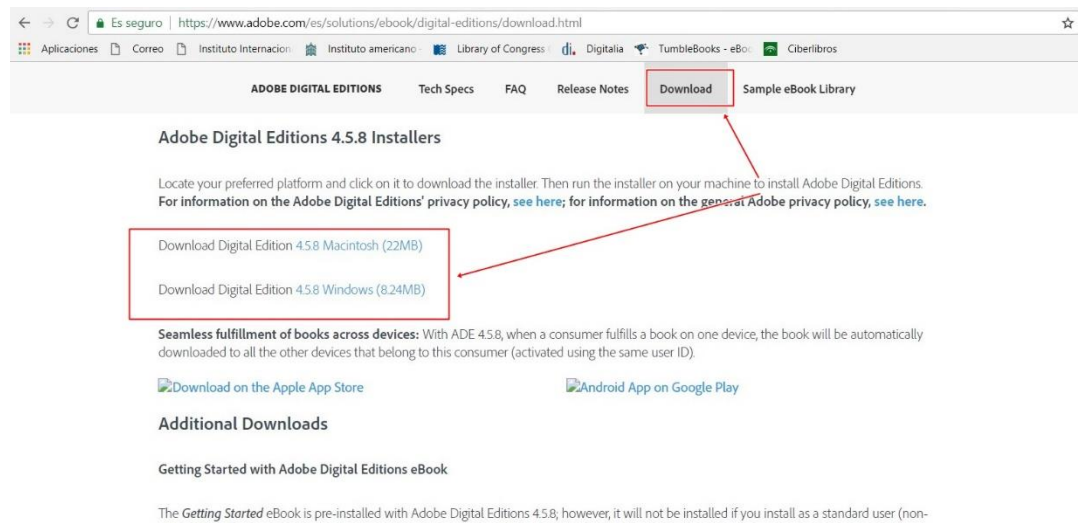 Es seguro | https://www.adobe.com/es/solutions/ebook/digital-editions/download.html
Aplicaciones Correo Instituto Internacion Instituto americano Library of Congress di. Digitalia TumbleBooks - eBoo Ciberlibros
ADOBE DIGITAL EDITIONS Tech Specs FAQ Release Notes Download Sample eBook Library
Adobe Digital Editions 4.5.8 Installers
Locate your preferred platform and click on it to download the installer. Then run the installer on your machine to install Adobe Digital Editions.
For information on the Adobe Digital Editions' privacy policy, see here; for information on the general Adobe privacy policy, see here.
Download Digital Edition 4.5.8 Macintosh (22MB)
Download Digital Edition 4.5.8 Windows (8.24MB)
Seamless fulfillment of books across devices: With ADE 4.5.8, when a consumer fulfills a book on one device, the book will be automatically
downloaded to all the other devices that belong to this consumer (activated using the same user ID).
Download on the Apple App Store Android App on Google Play
Additional Downloads
Getting Started with Adobe Digital Editions eBook
The Getting Started eBook is pre-installed with Adobe Digital Editions 4.5.8; however, it will not be installed if you install as a standard user (non-